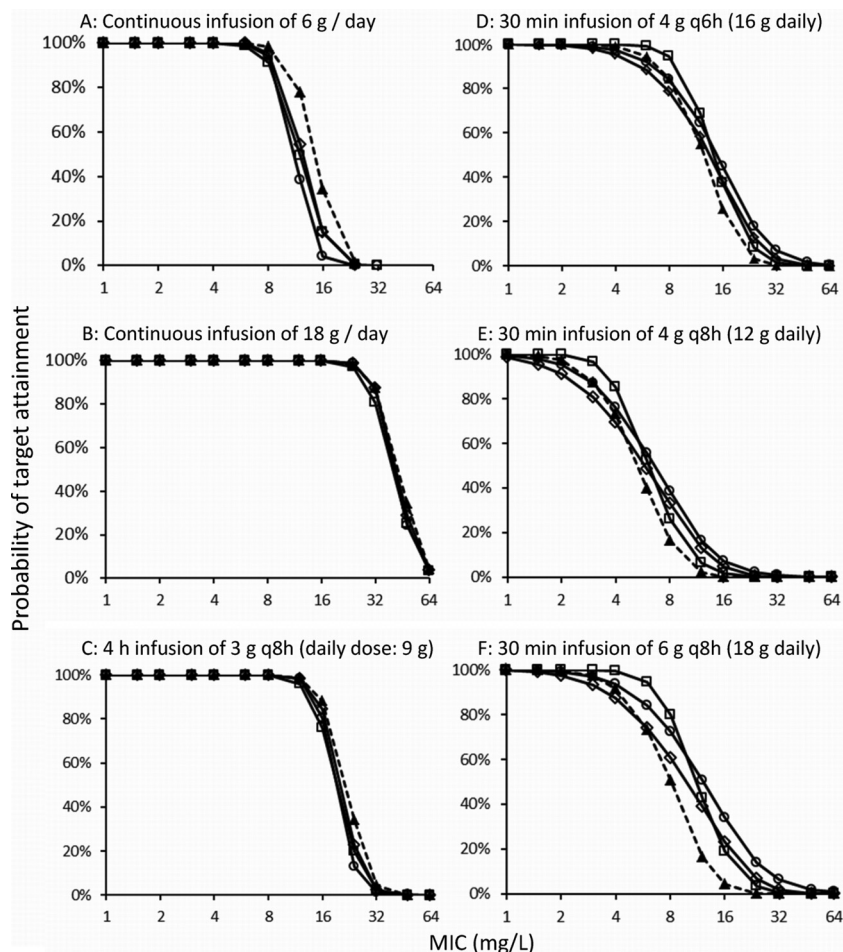 A: Continuous infusion of 6 g / day
100%
80%
60%
40%
20%
0%
1 2 4 8 16 32 64
B: Continuous infusion of 18 g / day
100%
80%
60%
40%
20%
0%
1 2 4 8 16 32 64
C: 4 h infusion of 3 g q8h (daily dose: 9 g)
100%
80%
60%
40%
20%
0%
1 2 4 8 16 32 64
D: 30 min infusion of 4 g q6h (16 g daily)
100%
80%
60%
40%
20%
0%
1 2 4 8 16 32 64
E: 30 min infusion of 4 g q8h (12 g daily)
100%
80%
60%
40%
20%
0%
1 2 4 8 16 32 64
F: 30 min infusion of 6 g q8h (18 g daily)
100%
80%
60%
40%
20%
0%
1 2 4 8 16 32 64
Probability of target attainment
MIC (mg/L)